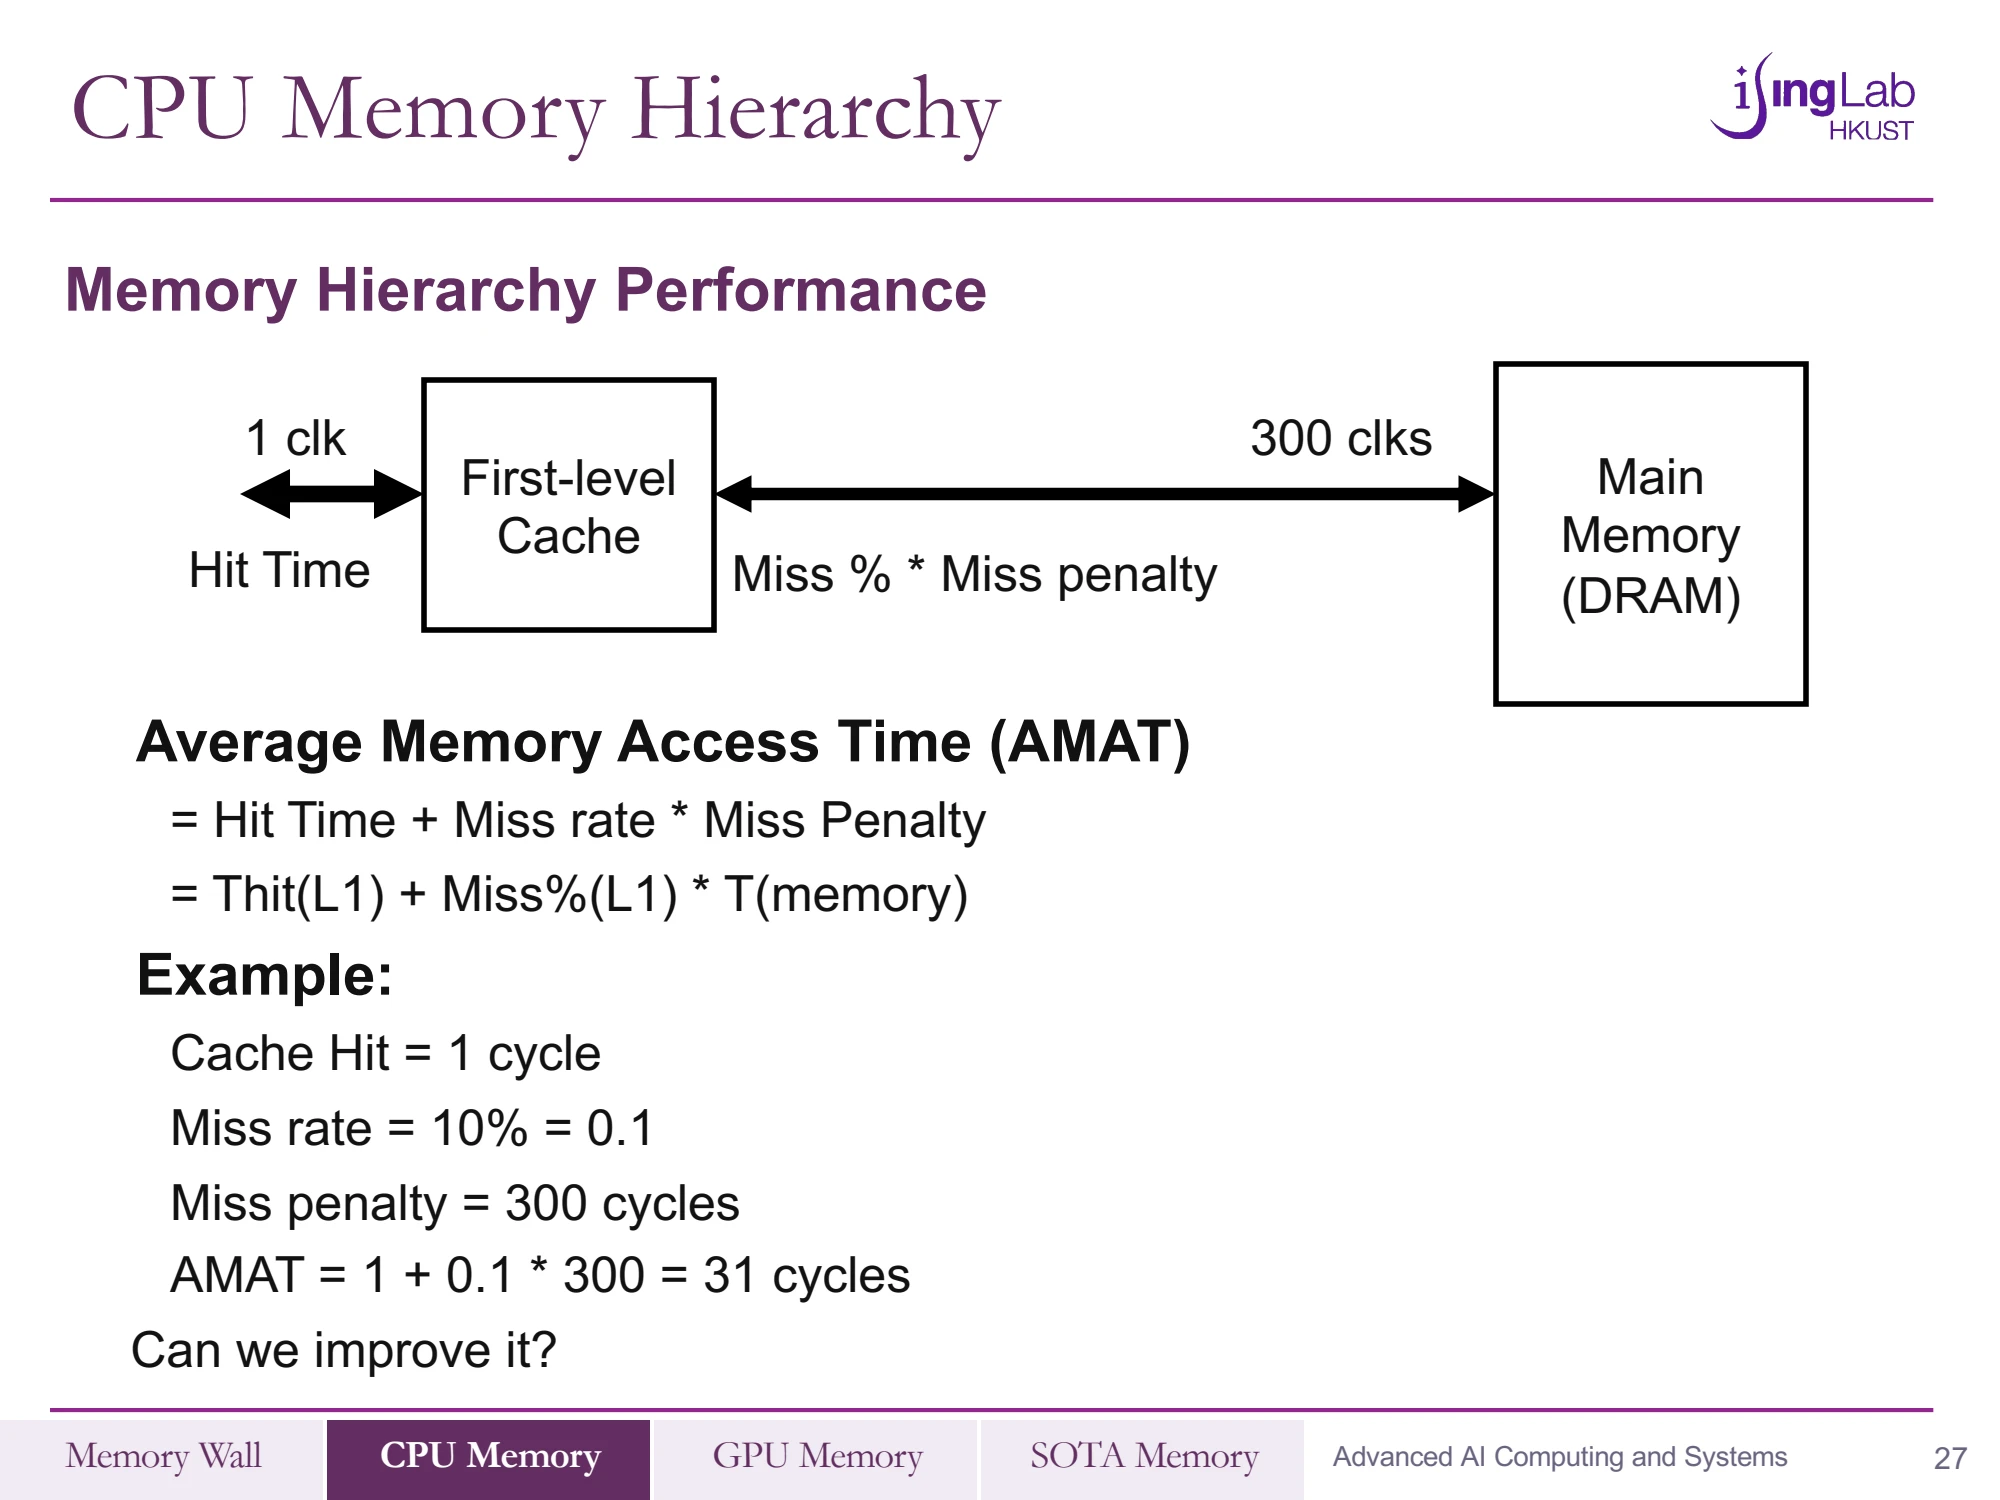 CPU Memory Hierarchy
isingLab
HKUST
Memory Hierarchy Performance
1 clk
Hit Time
First-level
Cache
300 clks
Miss % * Miss penalty
Main
Memory
(DRAM)
Average Memory Access Time (AMAT)
= Hit Time + Miss rate * Miss Penalty
= Thit(L1) + Miss%(L1) * T(memory)
Example:
Cache Hit = 1 cycle
Miss rate = 10% = 0.1
Miss penalty = 300 cycles
AMAT = 1 + 0.1 * 300 = 31 cycles
Can we improve it?
Memory Wall
CPU Memory
GPU Memory
SOTA Memory
Advanced AI Computing and Systems
27